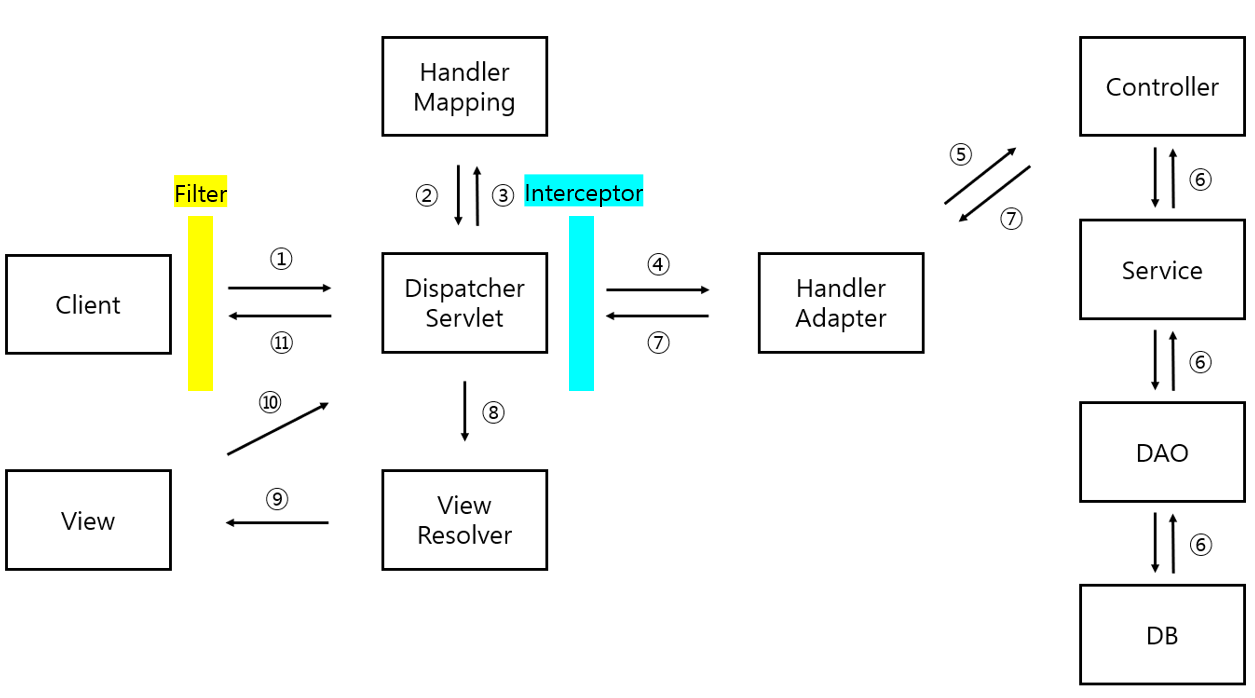 Handler
Mapping
Controller
⑤
②
③
⑥
Filter
Interceptor
⑦
①
④
Client
Dispatcher
Servlet
Handler
Adapter
Service
⑪
⑦
⑥
⑩
⑧
DAO
⑨
View
View
Resolver
⑥
DB